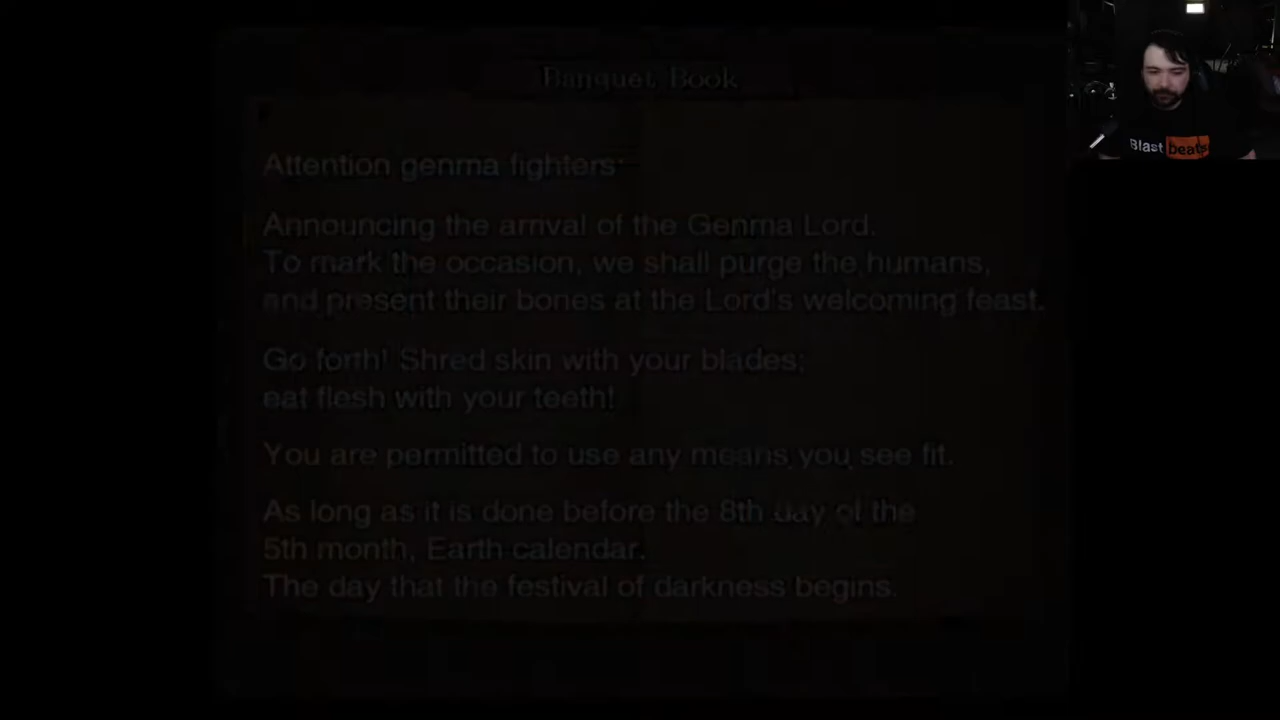 Banquet Book
Attention genma fighters:
Announcing the arrival of the Genma Lord.
To mark the occasion, we shall purge the humans,
and present their bones at the Lord's welcoming feast.
Go forth! Shred skin with your blades;
eat flesh with your teeth!
You are permitted to use any means you see fit.
As long as it is done before the 8th day of the
5th month, Earth calendar.
The day that the festival of darkness begins.
Blast beats